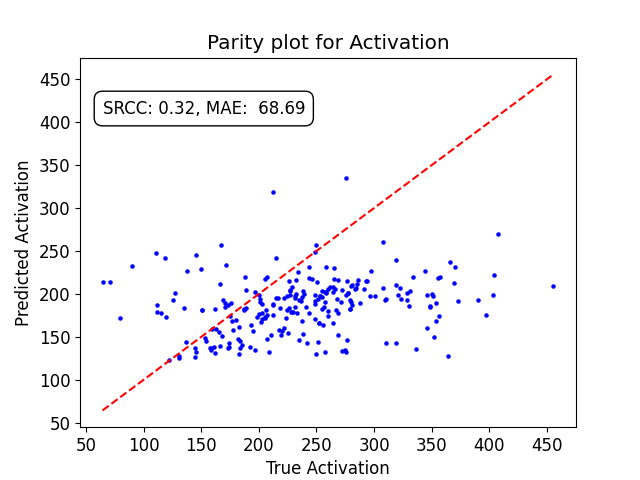 Parity plot for Activation
SRCC: 0.32, MAE:  68.69
Predicted Activation
450
400
350
300
250
200
150
100
50
50 100 150 200 250 300 350 400 450
True Activation